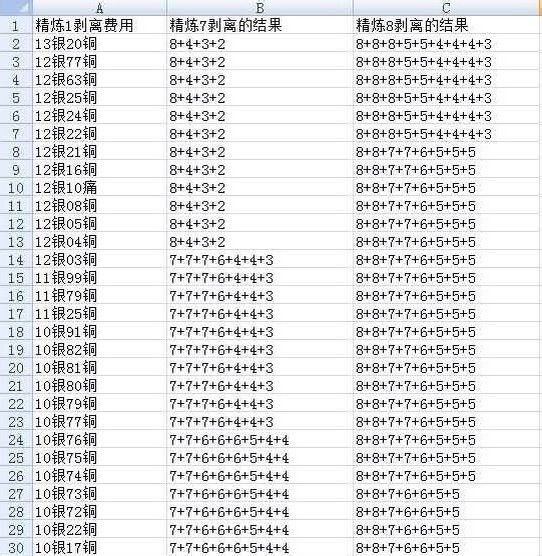 A B C
1 精炼1剥离费用 精炼7剥离的结果 精炼8剥离的结果
2 13银20铜 8+4+3+2 8+8+8+5+5+4+4+4+3
3 12银77铜 8+4+3+2 8+8+8+5+5+4+4+4+3
4 12银63铜 8+4+3+2 8+8+8+5+5+4+4+4+3
5 12银25铜 8+4+3+2 8+8+8+5+5+4+4+4+3
6 12银24铜 8+4+3+2 8+8+8+5+5+4+4+4+3
7 12银22铜 8+4+3+2 8+8+8+5+5+4+4+4+3
8 12银21铜 8+4+3+2 8+8+7+7+6+5+5+5
9 12银16铜 8+4+3+2 8+8+7+7+6+5+5+5
10 12银10痛 8+4+3+2 8+8+7+7+6+5+5+5
11 12银08铜 8+4+3+2 8+8+7+7+6+5+5+5
12 12银05铜 8+4+3+2 8+8+7+7+6+5+5+5
13 12银04铜 8+4+3+2 8+8+7+7+6+5+5+5
14 12银03铜 7+7+7+6+4+4+3 8+8+7+7+6+5+5+5
15 11银99铜 7+7+7+6+4+4+3 8+8+7+7+6+5+5+5
16 11银79铜 7+7+7+6+4+4+3 8+8+7+7+6+5+5+5
17 11银25铜 7+7+7+6+4+4+3 8+8+7+7+6+5+5+5
18 10银91铜 7+7+7+6+4+4+3 8+8+7+7+6+5+5+5
19 10银82铜 7+7+7+6+4+4+3 8+8+7+7+6+5+5+5
20 10银81铜 7+7+7+6+4+4+3 8+8+7+7+6+5+5+5
21 10银80铜 7+7+7+6+4+4+3 8+8+7+7+6+5+5+5
22 10银79铜 7+7+7+6+4+4+3 8+8+7+7+6+5+5+5
23 10银77铜 7+7+7+6+4+4+3 8+8+7+7+6+5+5+5
24 10银76铜 7+7+6+6+6+5+4+4 8+8+7+7+6+5+5+5
25 10银75铜 7+7+6+6+6+5+4+4 8+8+7+7+6+5+5+5
26 10银74铜 7+7+6+6+6+5+4+4 8+8+7+7+6+5+5+5
27 10银73铜 7+7+6+6+6+5+4+4 8+8+7+6+6+5+5
28 10银72铜 7+7+6+6+6+5+4+4 8+8+7+6+6+5+5
29 10银22铜 7+7+6+6+6+5+4+4 8+8+7+6+6+5+5
30 10银17铜 7+7+6+6+6+5+4+4 8+8+7+6+6+5+5